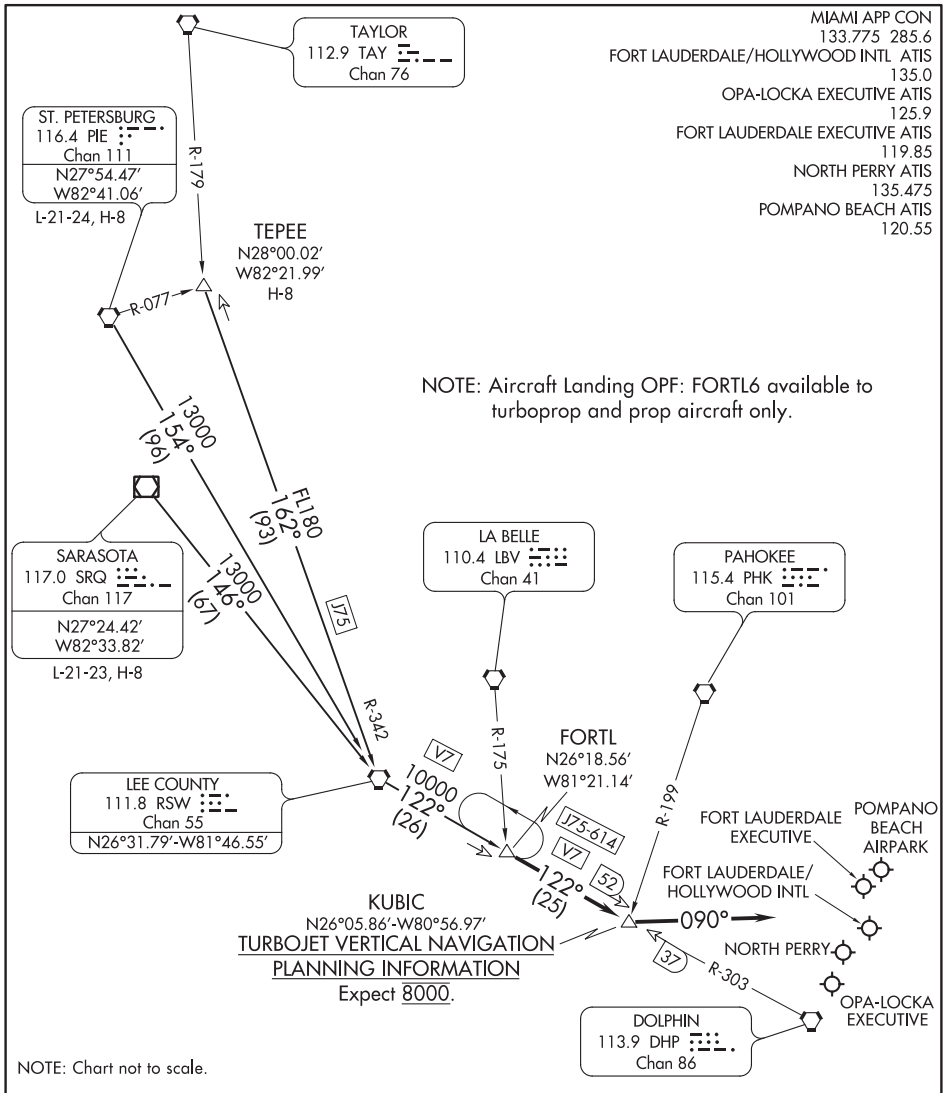 MIAMI APP CON
133.775 285.6
FORT LAUDERDALE/HOLLYWOOD INTL ATIS
135.0
OPA-LOCKA EXECUTIVE ATIS
125.9
FORT LAUDERDALE EXECUTIVE ATIS
119.85
NORTH PERRY ATIS
135.475
POMPANO BEACH ATIS
120.55
TAYLOR
112.9 TAY
Chan 76
ST. PETERSBURG
116.4 PIE
Chan 111
N27°54.47′
W82°41.06′
L-21-24, H-8
R-179
TEPEE
N28°00.02′
W82°21.99′
H-8
R-077
NOTE: Aircraft Landing OPF: FORTL6 available to
turboprop and prop aircraft only.
13000
154°
(96)
FL180
162°
(93)
J75
R-342
SARASOTA
117.0 SRQ
Chan 117
N27°24.42′
W82°33.82′
L-21-23, H-8
13000
146°
(67)
LA BELLE
110.4 LBV
Chan 41
R-175
PAHOKEE
115.4 PHK
Chan 101
R-199
FORTL
N26°18.56′
W81°21.14′
LEE COUNTY
111.8 RSW
Chan 55
N26°31.79′-W81°46.55′
V7
10000
122°
(26)
J75-614
V7
122°
(25)
52
FORT LAUDERDALE
EXECUTIVE
POMPANO
BEACH
AIRPARK
FORT LAUDERDALE/
HOLLYWOOD INTL
090°
NORTH PERRY
OPA-LOCKA
EXECUTIVE
KUBIC
N26°05.86′-W80°56.97′
TURBOJET VERTICAL NAVIGATION
PLANNING INFORMATION
Expect 8000.
37
R-303
DOLPHIN
113.9 DHP
Chan 86
NOTE: Chart not to scale.